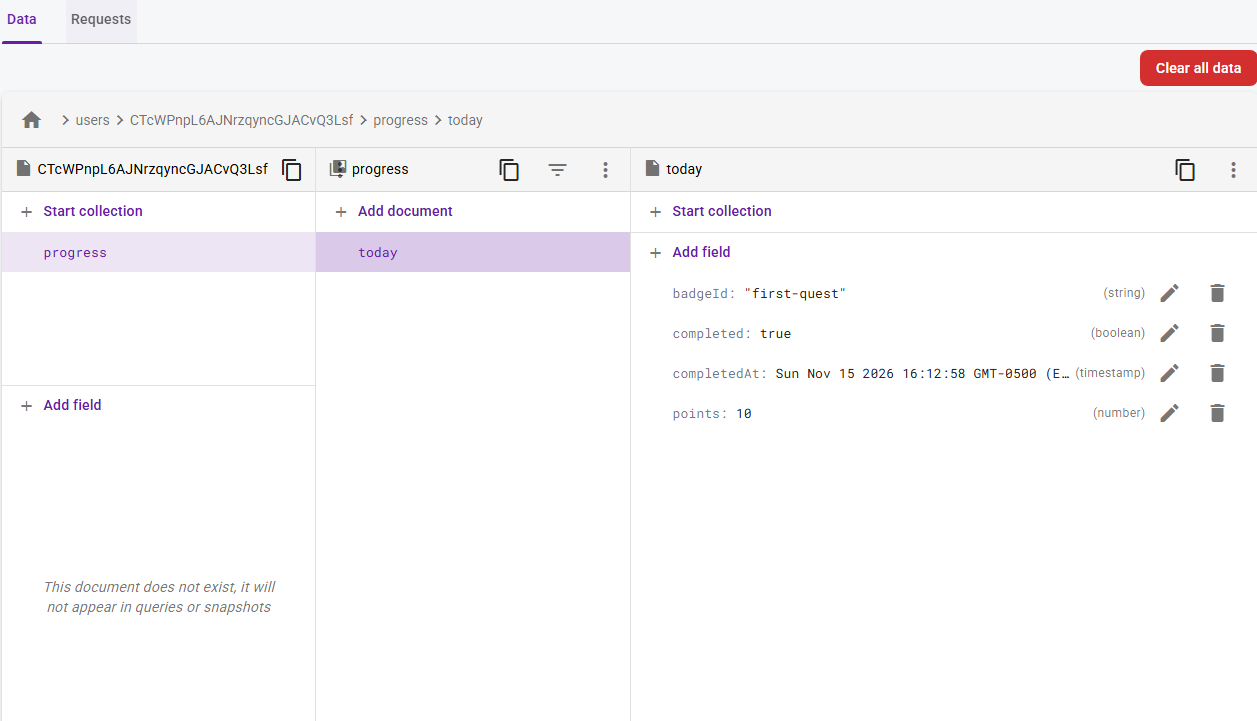 Data
Requests
Clear all data
users
CTcWPnpL6AJNrzqyncGJACvQ3Lsf
progress
today
CTcWPnpL6AJNrzqyncGJACvQ3Lsf
progress
today
Start collection
Add document
Start collection
progress
today
Add field
badgeId: "first-quest" (string)
completed: true (boolean)
completedAt: Sun Nov 15 2026 16:12:58 GMT-0500 (E… (timestamp)
points: 10 (number)
Add field
This document does not exist, it will
not appear in queries or snapshots